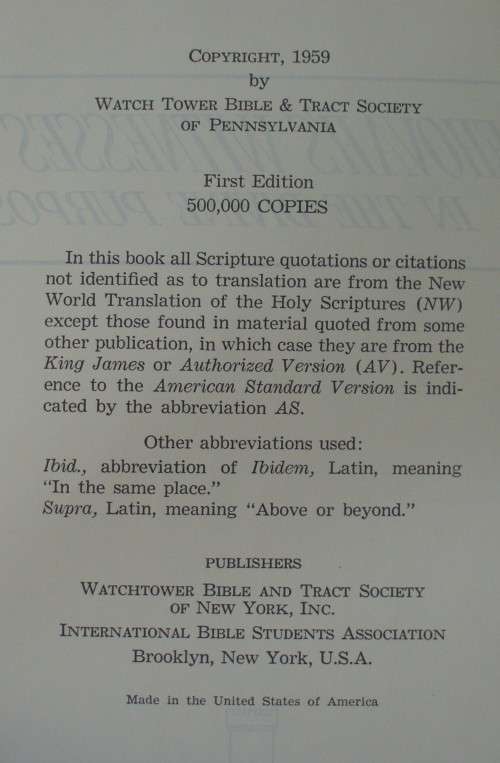 COPYRIGHT, 1959
by
WATCH TOWER BIBLE & TRACT SOCIETY
OF PENNSYLVANIA
First Edition
500,000 COPIES
In this book all Scripture quotations or citations
not identified as to translation are from the New
World Translation of the Holy Scriptures (NW)
except those found in material quoted from some
other publication, in which case they are from the
King James or Authorized Version (AV). Refer-
ence to the American Standard Version is indi-
cated by the abbreviation AS.
Other abbreviations used:
Ibid., abbreviation of Ibidem, Latin, meaning
"In the same place."
Supra, Latin, meaning "Above or beyond."
PUBLISHERS
WATCHTOWER BIBLE AND TRACT SOCIETY
OF NEW YORK, INC.
INTERNATIONAL BIBLE STUDENTS ASSOCIATION
Brooklyn, New York, U.S.A.
Made in the United States of America